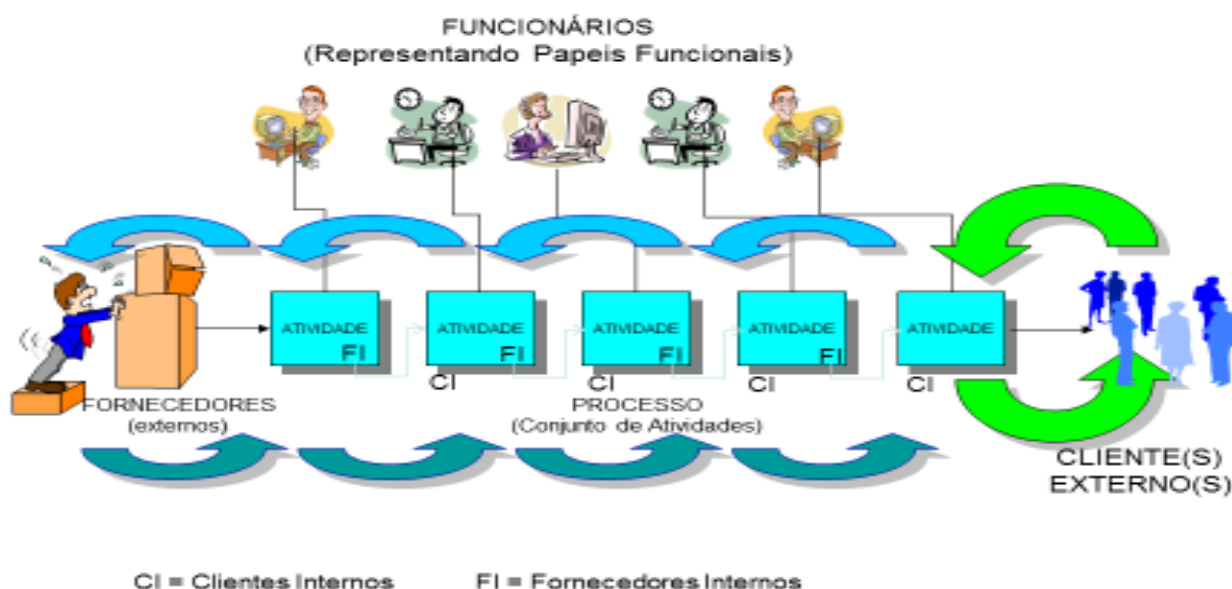 FUNCIONÁRIOS
(Representando Papeis Funcionais)
ATIVIDADE
FI
ATIVIDADE
FI
CI
ATIVIDADE
FI
CI
ATIVIDADE
FI
CI
ATIVIDADE
CI
FORNECEDORES
(externos)
PROCESSO
(Conjunto de Atividades)
CLIENTE(S)
EXTERNO(S)
CI = Clientes Internos
FI = Fornecedores Internos